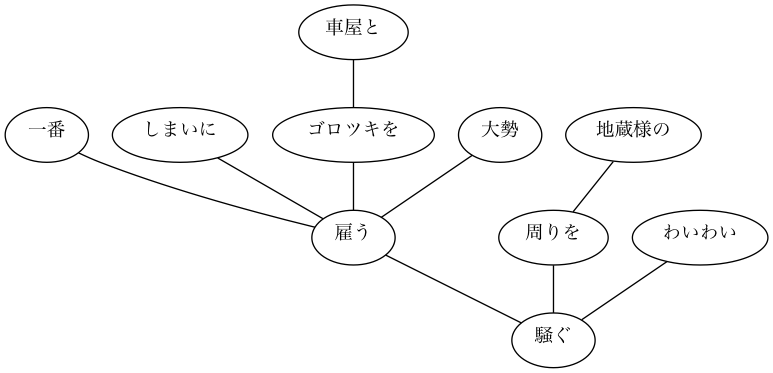 車屋と
一番
しまいに
ゴロツキを
大勢
地蔵様の
雇う
周りを
わいわい
騒ぐ